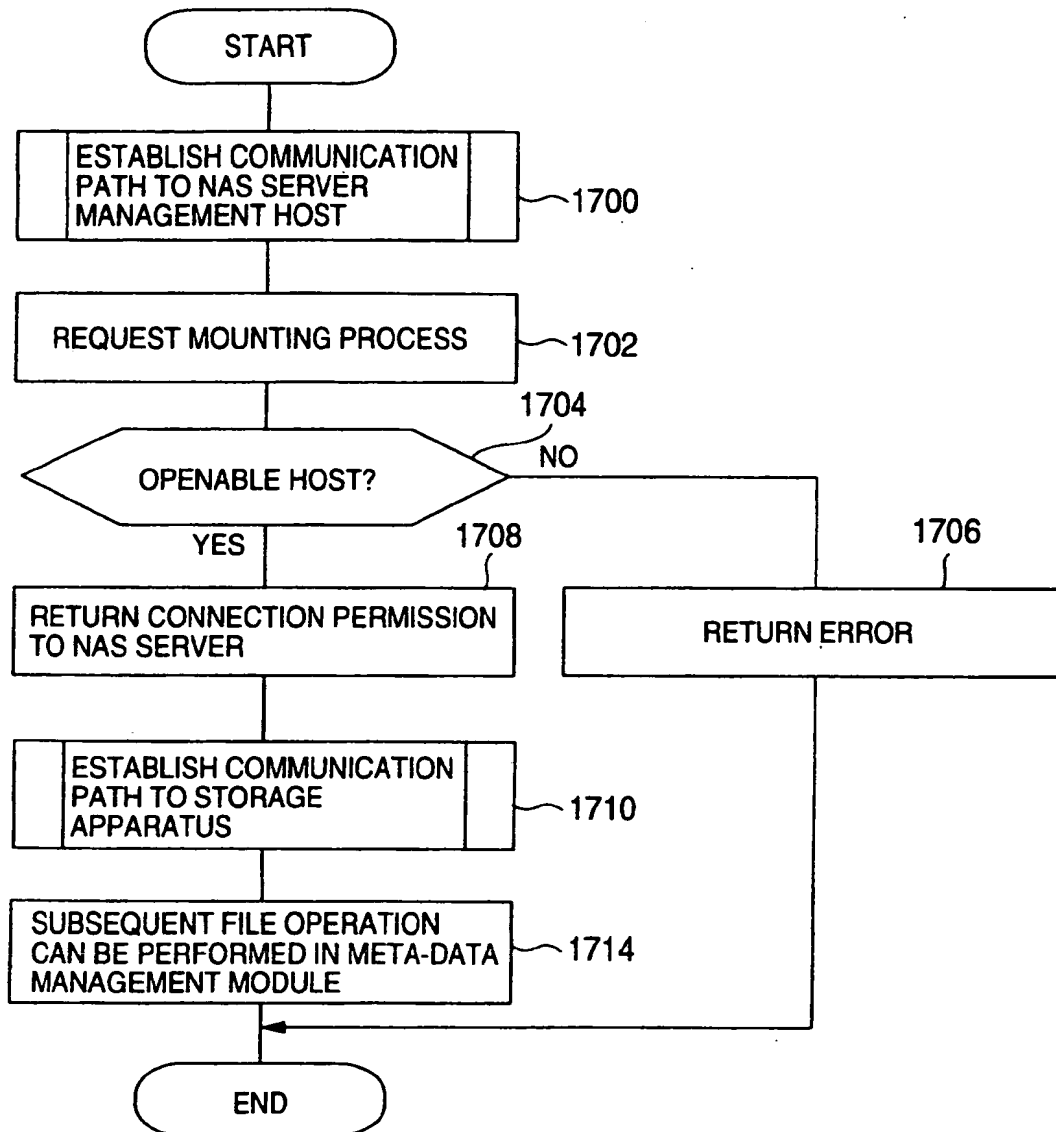 START
ESTABLISH COMMUNICATION
PATH TO NAS SERVER
MANAGEMENT HOST
1700
REQUEST MOUNTING PROCESS
1702
1704
OPENABLE HOST?
NO
YES
1708
1706
RETURN CONNECTION PERMISSION
TO NAS SERVER
RETURN ERROR
ESTABLISH COMMUNICATION
PATH TO STORAGE
APPARATUS
1710
SUBSEQUENT FILE OPERATION
CAN BE PERFORMED IN META-DATA
MANAGEMENT MODULE
1714
END